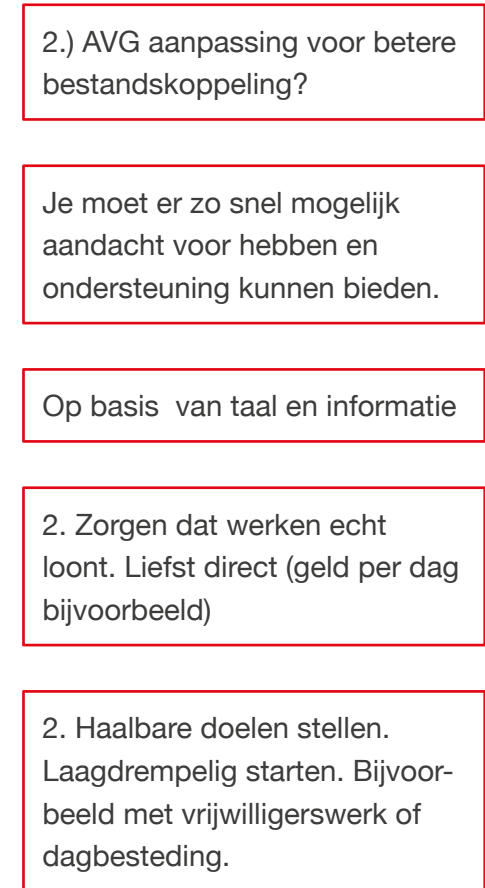 2.) AVG aanpassing voor betere
bestandskoppeling?
Je moet er zo snel mogelijk
aandacht voor hebben en
ondersteuning kunnen bieden.
Op basis  van taal en informatie
2. Zorgen dat werken echt
loont. Liefst direct (geld per dag
bijvoorbeeld)
2. Haalbare doelen stellen.
Laagdrempelig starten. Bijvoor-
beeld met vrijwilligerswerk of
dagbesteding.